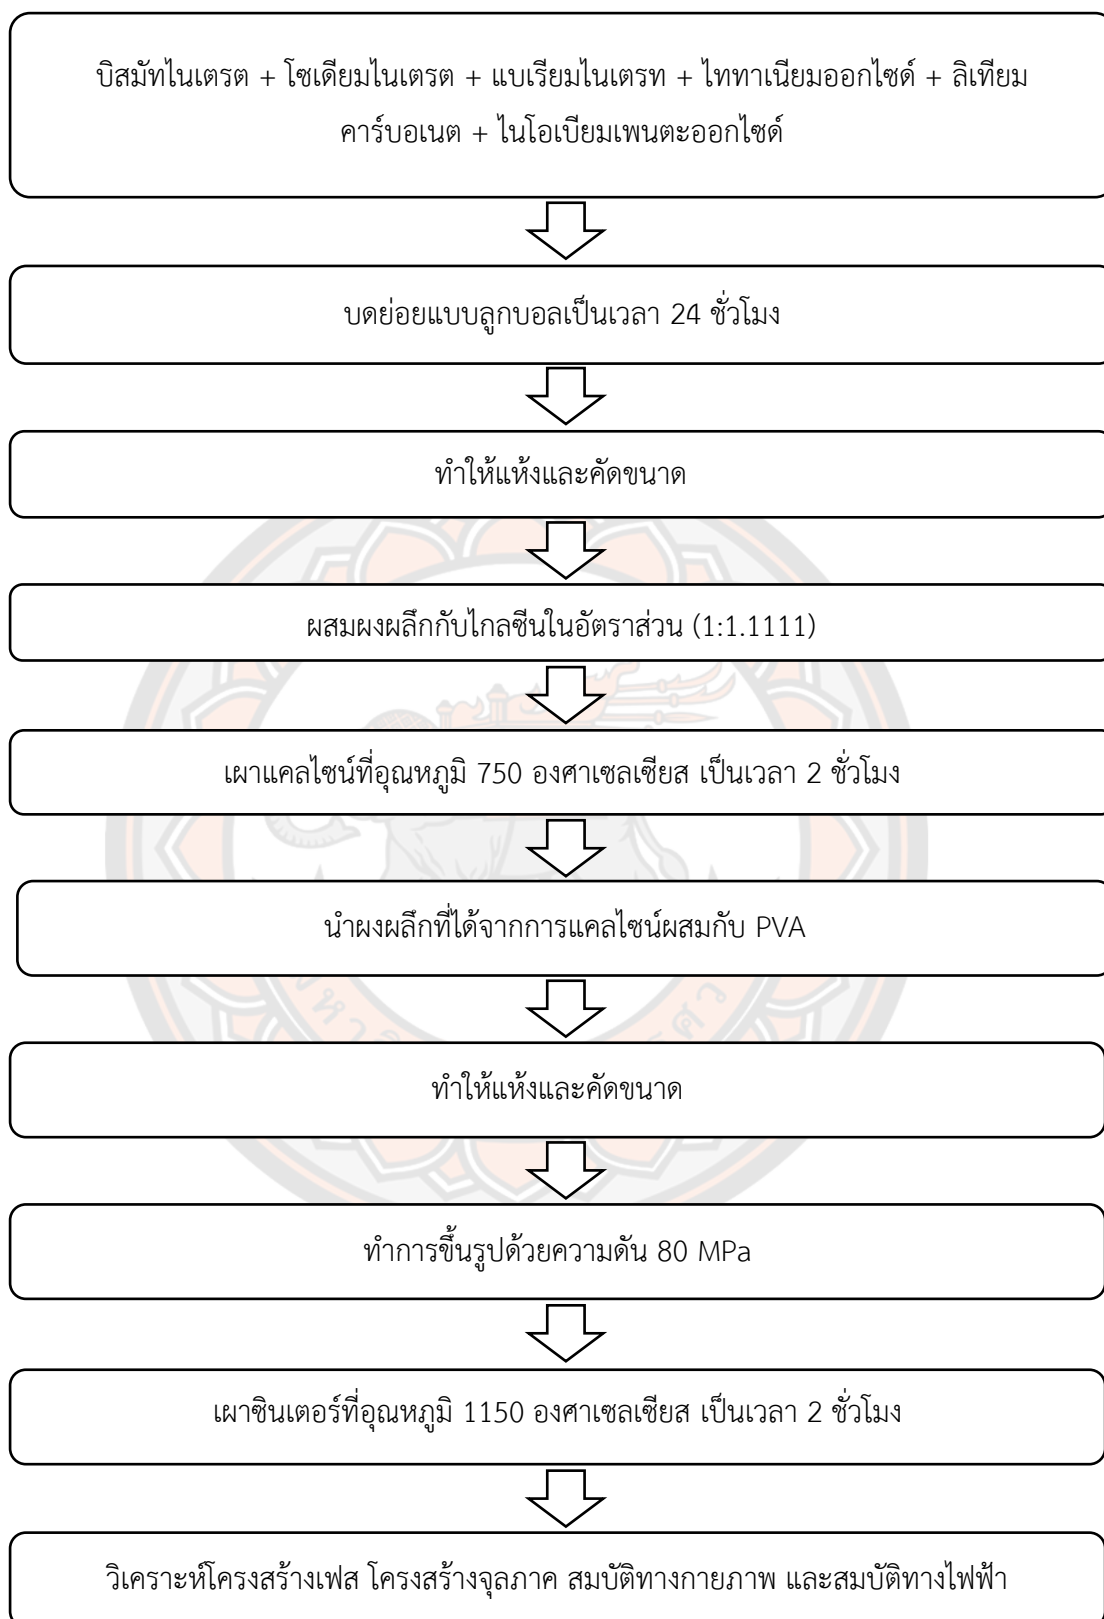 บิสมัทไนเตรต + โซเดียมไนเตรต + แบเรียมไนเตรท + ไททาเนียมออกไซด์ + ลิเทียม
คาร์บอเนต + ไนโอเบียมเพนตะออกไซด์
บดย่อยแบบลูกบอลเป็นเวลา 24 ชั่วโมง
ทำให้แห้งและคัดขนาด
ผสมผงผลึกกับไกลซีนในอัตราส่วน (1:1.1111)
เผาแคลไซน์ที่อุณหภูมิ 750 องศาเซลเซียส เป็นเวลา 2 ชั่วโมง
นำผงผลึกที่ได้จากการแคลไซน์ผสมกับ PVA
ทำให้แห้งและคัดขนาด
ทำการขึ้นรูปด้วยความดัน 80 MPa
เผาซินเตอร์ที่อุณหภูมิ 1150 องศาเซลเซียส เป็นเวลา 2 ชั่วโมง
วิเคราะห์โครงสร้างเฟส โครงสร้างจุลภาค สมบัติทางกายภาพ และสมบัติทางไฟฟ้า